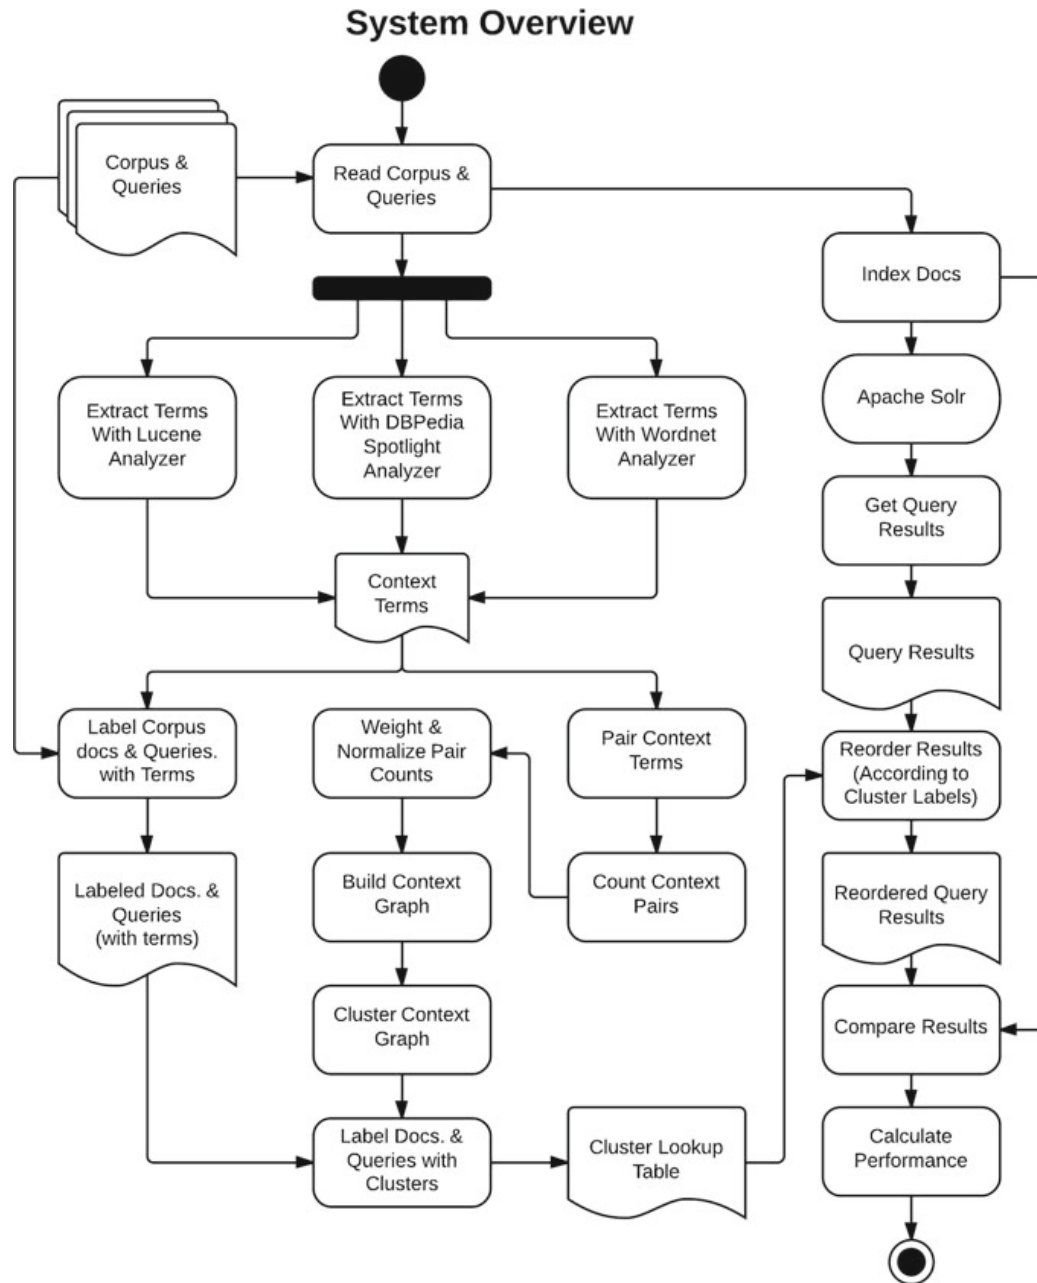 System Overview
Corpus &
Queries
Read Corpus &
Queries
Index Docs
Apache Solr
Extract Terms
With Lucene
Analyzer
Extract Terms
With DBPedia
Spotlight
Analyzer
Extract Terms
With Wordnet
Analyzer
Get Query
Results
Context
Terms
Query Results
Label Corpus
docs & Queries.
with Terms
Weight &
Normalize Pair
Counts
Pair Context
Terms
Reorder Results
(According to
Cluster Labels)
Labeled Docs. &
Queries
(with terms)
Build Context
Graph
Count Context
Pairs
Reordered Query
Results
Cluster Context
Graph
Compare Results
Label Docs. &
Queries with
Clusters
Cluster Lookup
Table
Calculate
Performance